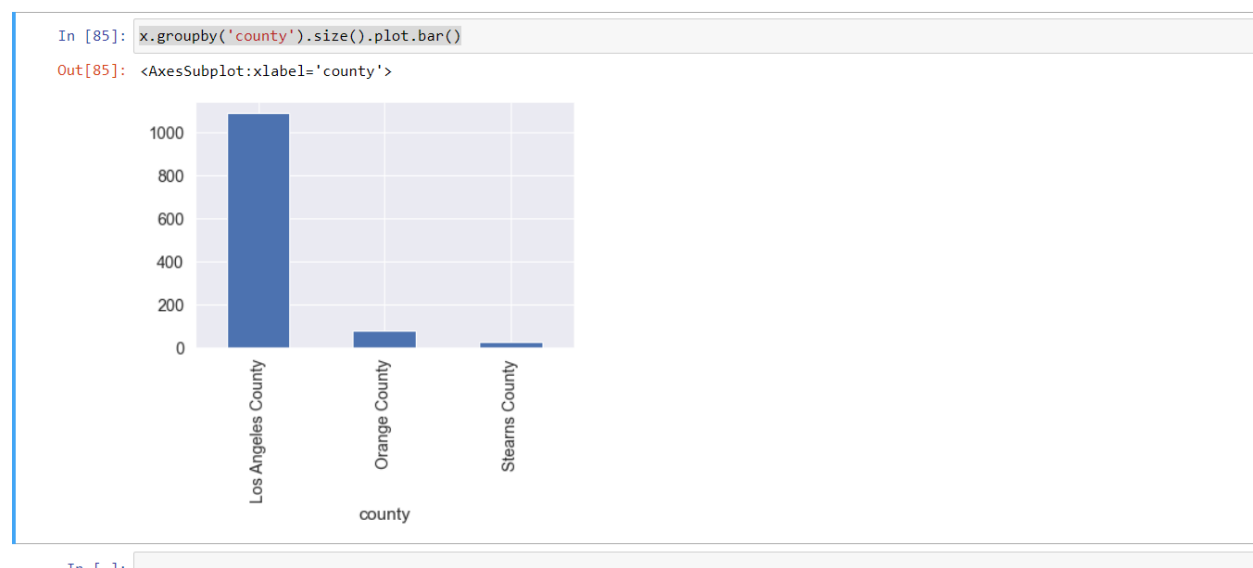 In [85]: x.groupby('county').size().plot.bar()
Out[85]: <AxesSubplot:xlabel='county'>
1000
800
600
400
200
0
Los Angeles County
Orange County
Stearns County
county
In [ ]: